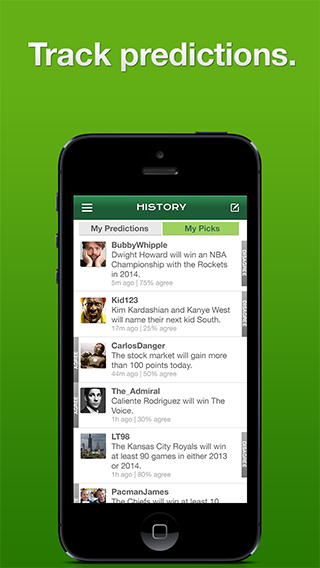 Track predictions.
HISTORY
My Predictions
My Picks
BubbyWhipple
Dwight Howard will win an NBA
Championship with the Rockets
in 2014.
5m ago | 75% agree
DISAGREE
Kid123
Kim Kardashian and Kanye West
will name their next kid South.
17m ago | 25% agree
DISAGREE
AGREE
CarlosDanger
The stock market will gain more
than 100 points today.
44m ago | 50% agree
AGREE
The_Admiral
Caliente Rodriguez will win The
Voice.
1h ago | 30% agree
LT98
The Kansas City Royals will win
at least 90 games in either 2013
or 2014.
1h ago | 80% agree
DISAGREE
PacmanJames
The Chiefs will win at least 10